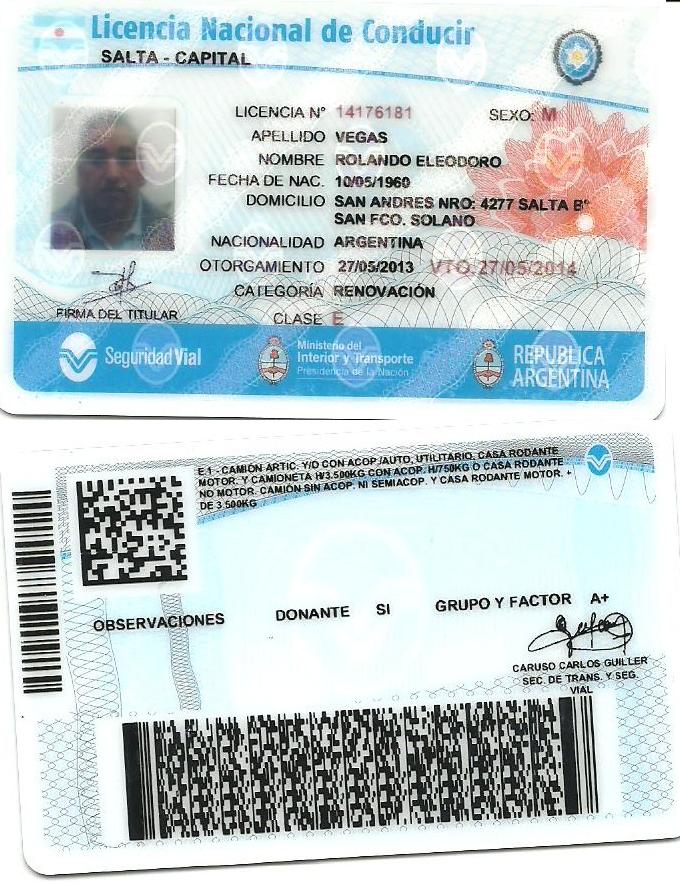 Licencia Nacional de Conducir
SALTA - CAPITAL
LICENCIA N° 14176181 SEXO: M
APELLIDO VEGAS
NOMBRE ROLANDO ELEODORO
FECHA DE NAC. 10/05/1960
DOMICILIO SAN ANDRES NRO: 4277 SALTA B°
SAN FCO. SOLANO
NACIONALIDAD ARGENTINA
OTORGAMIENTO 27/05/2013 VTO. 27/05/2014
CATEGORÍA RENOVACIÓN
FIRMA DEL TITULAR
CLASE E
Seguridad Vial
Ministerio del
Interior y Transporte
Presidencia de la Nación
REPUBLICA
ARGENTINA
E.1 - CAMIÓN ARTIC. Y/O CON ACOP./AUTO, UTILITARIO, CASA RODANTE
MOTOR. Y CAMIONETA H/3.500KG CON ACOP. H/750KG O CASA RODANTE
NO MOTOR. CAMIÓN SIN ACOP. NI SEMIACOP. Y CASA RODANTE MOTOR. +
DE 3.500KG
OBSERVACIONES DONANTE SI GRUPO Y FACTOR A+
CARUSO CARLOS GUILLER
SEC. DE TRANS. Y SEG.
VIAL